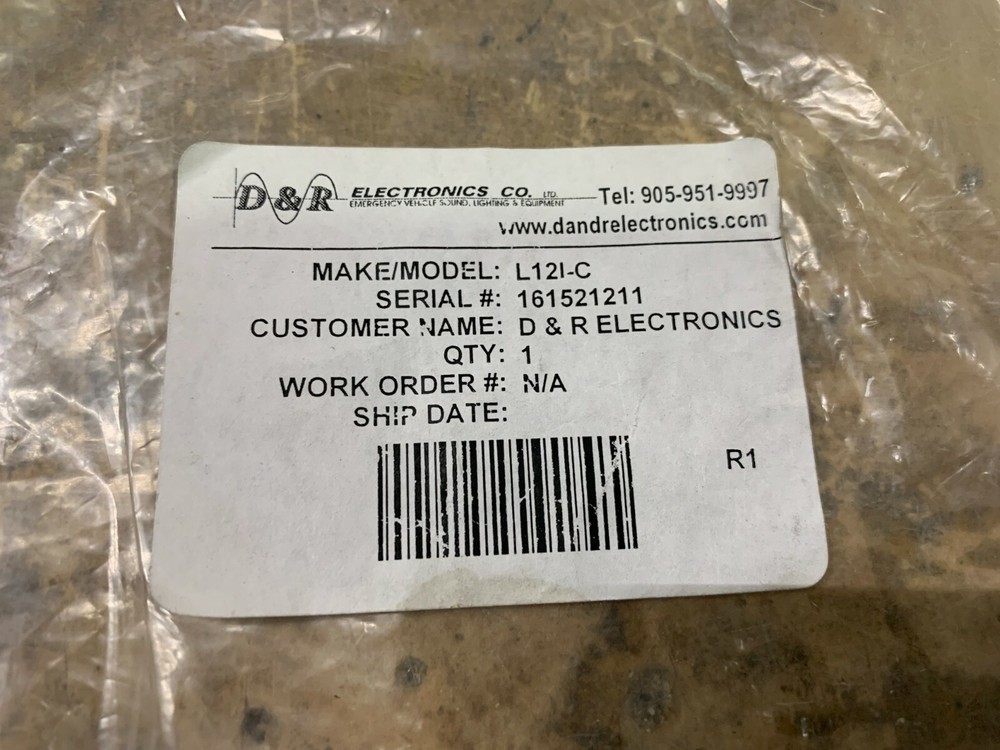 D&R ELECTRONICS CO. LTD. Tel: 905-951-9997
EMERGENCY VEHICLE SOUND, LIGHTING & EQUIPMENT
www.dandrelectronics.com
MAKE/MODEL: L12I-C
SERIAL #: 161521211
CUSTOMER NAME: D & R ELECTRONICS
QTY: 1
WORK ORDER #: N/A
SHIP DATE:
R1